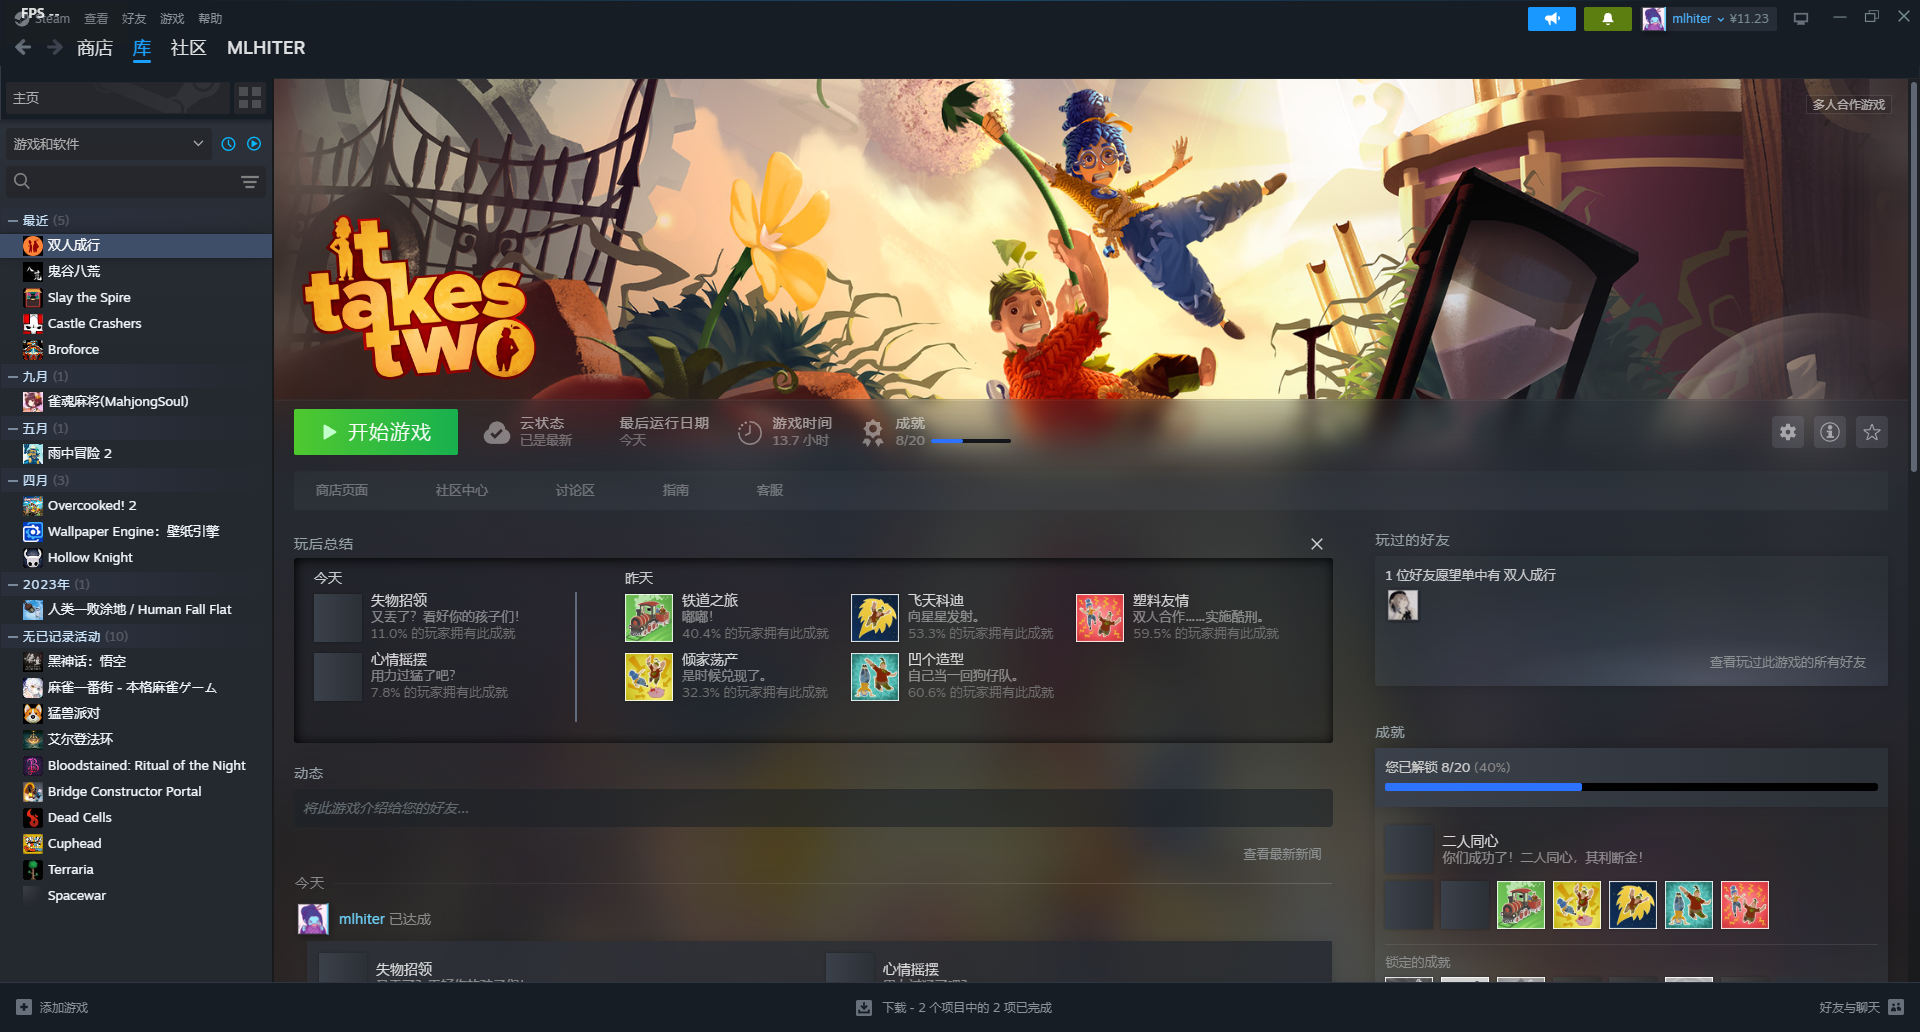 FPS --
Steam 查看 好友 游戏 帮助
mlhiter ¥11.23
商店 库 社区 MLHITER
主页
游戏和软件
最近 (5)
双人成行
鬼谷八荒
Slay the Spire
Castle Crashers
Broforce
九月 (1)
雀魂麻将(MahjongSoul)
五月 (1)
雨中冒险 2
四月 (3)
Overcooked! 2
Wallpaper Engine：壁纸引擎
Hollow Knight
2023年 (1)
人类一败涂地 / Human Fall Flat
无已记录活动 (10)
黑神话：悟空
麻雀一番街 - 本格麻雀ゲーム
猛兽派对
艾尔登法环
Bloodstained: Ritual of the Night
Bridge Constructor Portal
Dead Cells
Cuphead
Terraria
Spacewar
多人合作游戏
it
takes
two
开始游戏
云状态
已是最新
最后运行日期
今天
游戏时间
13.7 小时
成就
8/20
商店页面 社区中心 讨论区 指南 客服
玩后总结
今天
失物招领
又丢了？看好你的孩子们！
11.0% 的玩家拥有此成就
心情摇摆
用力过猛了吧？
7.8% 的玩家拥有此成就
昨天
铁道之旅
嘟嘟！
40.4% 的玩家拥有此成就
飞天科迪
向星星发射。
53.3% 的玩家拥有此成就
塑料友情
双人合作……实施酷刑。
59.5% 的玩家拥有此成就
倾家荡产
是时候兑现了。
32.3% 的玩家拥有此成就
凹个造型
自己当一回狗仔队。
60.6% 的玩家拥有此成就
动态
将此游戏介绍给您的好友...
查看最新新闻
今天
mlhiter 已达成
失物招领
心情摇摆
玩过的好友
1 位好友愿望单中有 双人成行
查看玩过此游戏的所有好友
成就
您已解锁 8/20 (40%)
二人同心
你们成功了！二人同心，其利断金！
锁定的成就
添加游戏
下载 - 2 个项目中的 2 项已完成
好友与聊天